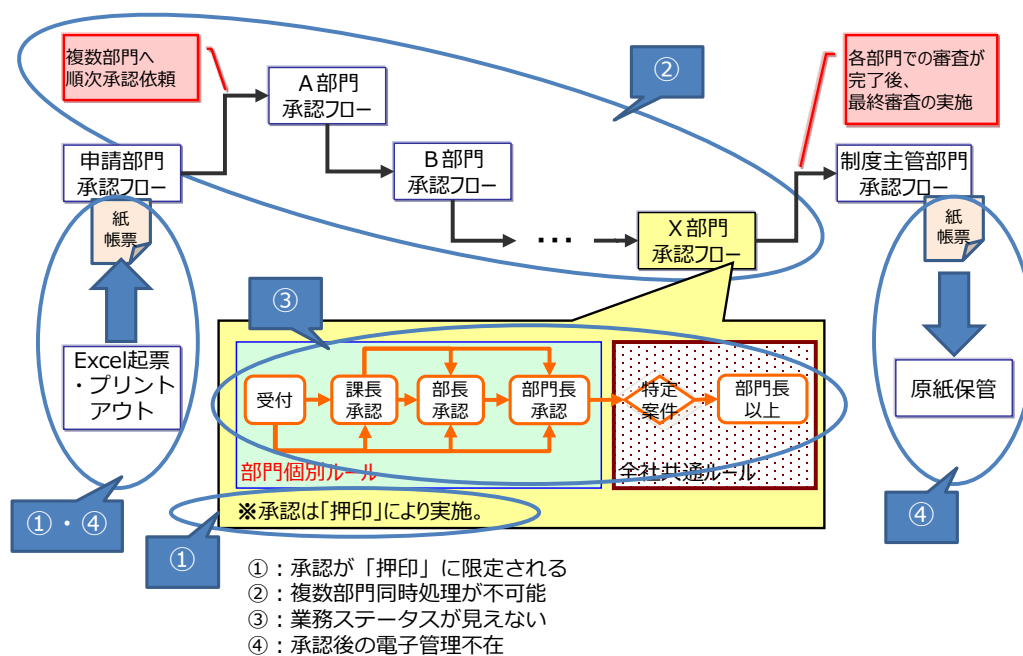 複数部門へ
順次承認依頼
A部門
承認フロー
②
各部門での審査が
完了後、
最終審査の実施
申請部門
承認フロー
B部門
承認フロー
制度主管部門
承認フロー
紙
帳票
・・・
X部門
承認フロー
紙
帳票
③
Excel起票
・プリント
アウト
受付
課長
承認
部長
承認
部門長
承認
特定
案件
部門長
以上
原紙保管
部門個別ルール
全社共通ルール
※承認は「押印」により実施。
①・④
①
④
①：承認が「押印」に限定される
②：複数部門同時処理が不可能
③：業務ステータスが見えない
④：承認後の電子管理不在